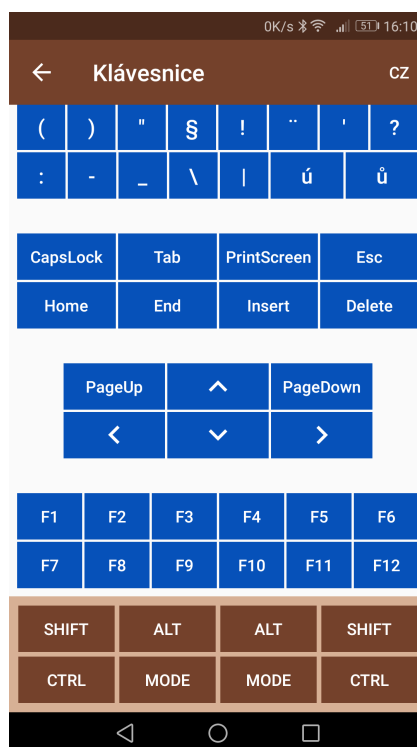 0K/s 51 16:10
Klávesnice CZ
( ) " § ! ¨ ' ?
: - _ \ | ú ů
CapsLock Tab PrintScreen Esc
Home End Insert Delete
PageUp PageDown
F1 F2 F3 F4 F5 F6
F7 F8 F9 F10 F11 F12
SHIFT ALT ALT SHIFT
CTRL MODE MODE CTRL